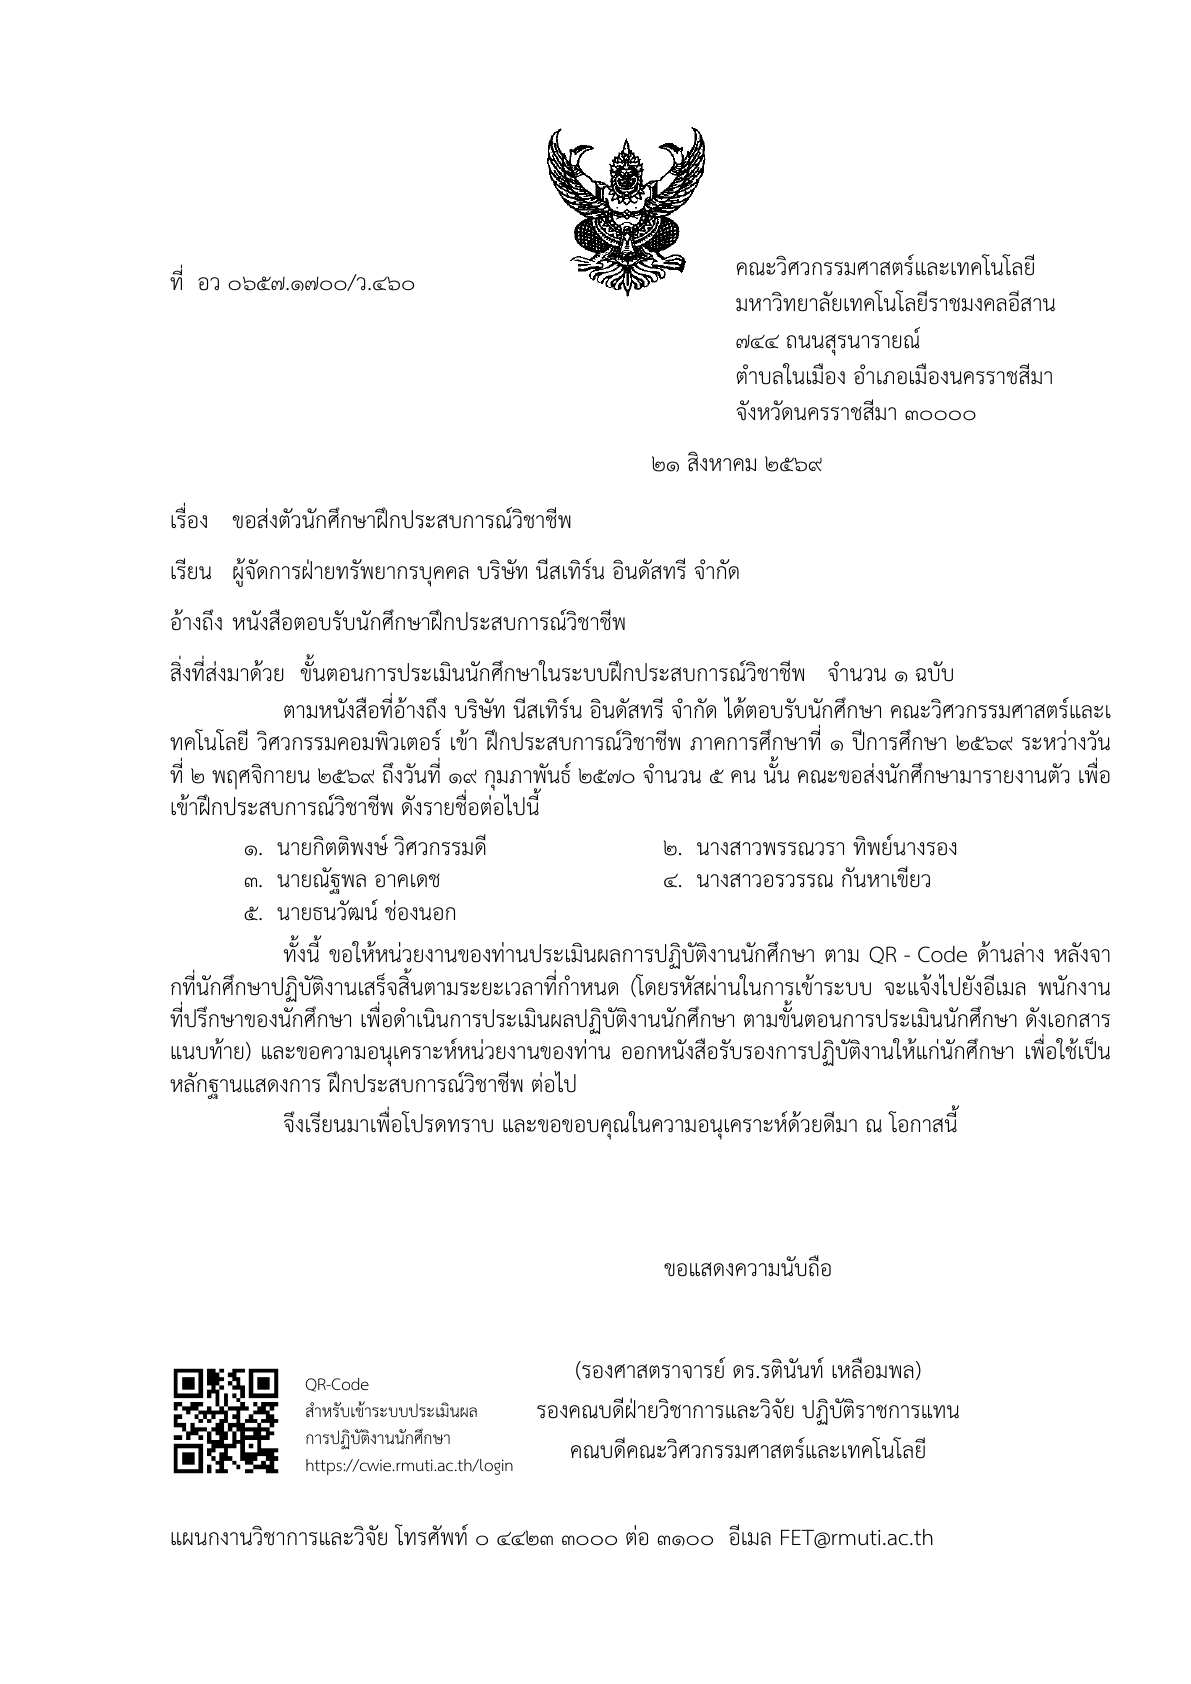 ที่ อว ๐๖๕๗.๑๗๐๐/ว.๔๖๐
คณะวิศวกรรมศาสตร์และเทคโนโลยี
มหาวิทยาลัยเทคโนโลยีราชมงคลอีสาน
๗๔๔ ถนนสุรนารายณ์
ตำบลในเมือง อำเภอเมืองนครราชสีมา
จังหวัดนครราชสีมา ๓๐๐๐๐
๒๑ สิงหาคม ๒๕๖๙
เรื่อง ขอส่งตัวนักศึกษาฝึกประสบการณ์วิชาชีพ
เรียน ผู้จัดการฝ่ายทรัพยากรบุคคล บริษัท นีสเทิร์น อินดัสทรี จำกัด
อ้างถึง หนังสือตอบรับนักศึกษาฝึกประสบการณ์วิชาชีพ
สิ่งที่ส่งมาด้วย ขั้นตอนการประเมินนักศึกษาในระบบฝึกประสบการณ์วิชาชีพ จำนวน ๑ ฉบับ
ตามหนังสือที่อ้างถึง บริษัท นีสเทิร์น อินดัสทรี จำกัด ได้ตอบรับนักศึกษา คณะวิศวกรรมศาสตร์และเ
ทคโนโลยี วิศวกรรมคอมพิวเตอร์ เข้า ฝึกประสบการณ์วิชาชีพ ภาคการศึกษาที่ ๑ ปีการศึกษา ๒๕๖๙ ระหว่างวัน
ที่ ๒ พฤศจิกายน ๒๕๖๙ ถึงวันที่ ๑๙ กุมภาพันธ์ ๒๕๗๐ จำนวน ๕ คน นั้น คณะขอส่งนักศึกษามารายงานตัว เพื่อ
เข้าฝึกประสบการณ์วิชาชีพ ดังรายชื่อต่อไปนี้
๑. นายกิตติพงษ์ วิศวกรรมดี ๒. นางสาวพรรณวรา ทิพย์นางรอง
๓. นายณัฐพล อาคเดช ๔. นางสาวอรวรรณ กันหาเขียว
๕. นายธนวัฒน์ ช่องนอก
ทั้งนี้ ขอให้หน่วยงานของท่านประเมินผลการปฏิบัติงานนักศึกษา ตาม QR - Code ด้านล่าง หลังจา
กที่นักศึกษาปฏิบัติงานเสร็จสิ้นตามระยะเวลาที่กำหนด (โดยรหัสผ่านในการเข้าระบบ จะแจ้งไปยังอีเมล พนักงาน
ที่ปรึกษาของนักศึกษา เพื่อดำเนินการประเมินผลปฏิบัติงานนักศึกษา ตามขั้นตอนการประเมินนักศึกษา ดังเอกสาร
แนบท้าย) และขอความอนุเคราะห์หน่วยงานของท่าน ออกหนังสือรับรองการปฏิบัติงานให้แก่นักศึกษา เพื่อใช้เป็น
หลักฐานแสดงการ ฝึกประสบการณ์วิชาชีพ ต่อไป
จึงเรียนมาเพื่อโปรดทราบ และขอขอบคุณในความอนุเคราะห์ด้วยดีมา ณ โอกาสนี้
ขอแสดงความนับถือ
(รองศาสตราจารย์ ดร.รตินันท์ เหลือมพล)
รองคณบดีฝ่ายวิชาการและวิจัย ปฏิบัติราชการแทน
คณบดีคณะวิศวกรรมศาสตร์และเทคโนโลยี
QR-Code
สำหรับเข้าระบบประเมินผล
การปฏิบัติงานนักศึกษา
https://cwie.rmuti.ac.th/login
แผนกงานวิชาการและวิจัย โทรศัพท์ ๐ ๔๔๒๓ ๓๐๐๐ ต่อ ๓๑๐๐ อีเมล FET@rmuti.ac.th